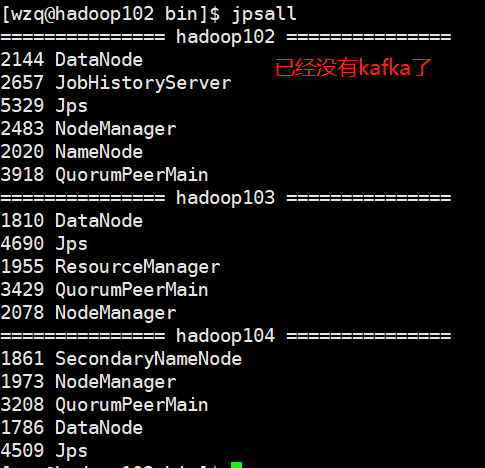 [wzq@hadoop102 bin]$ jpsall
=============== hadoop102 ===============
2144 DataNode
已经没有kafka了
2657 JobHistoryServer
5329 Jps
2483 NodeManager
2020 NameNode
3918 QuorumPeerMain
=============== hadoop103 ===============
1810 DataNode
4690 Jps
1955 ResourceManager
3429 QuorumPeerMain
2078 NodeManager
=============== hadoop104 ===============
1861 SecondaryNameNode
1973 NodeManager
3208 QuorumPeerMain
1786 DataNode
4509 Jps